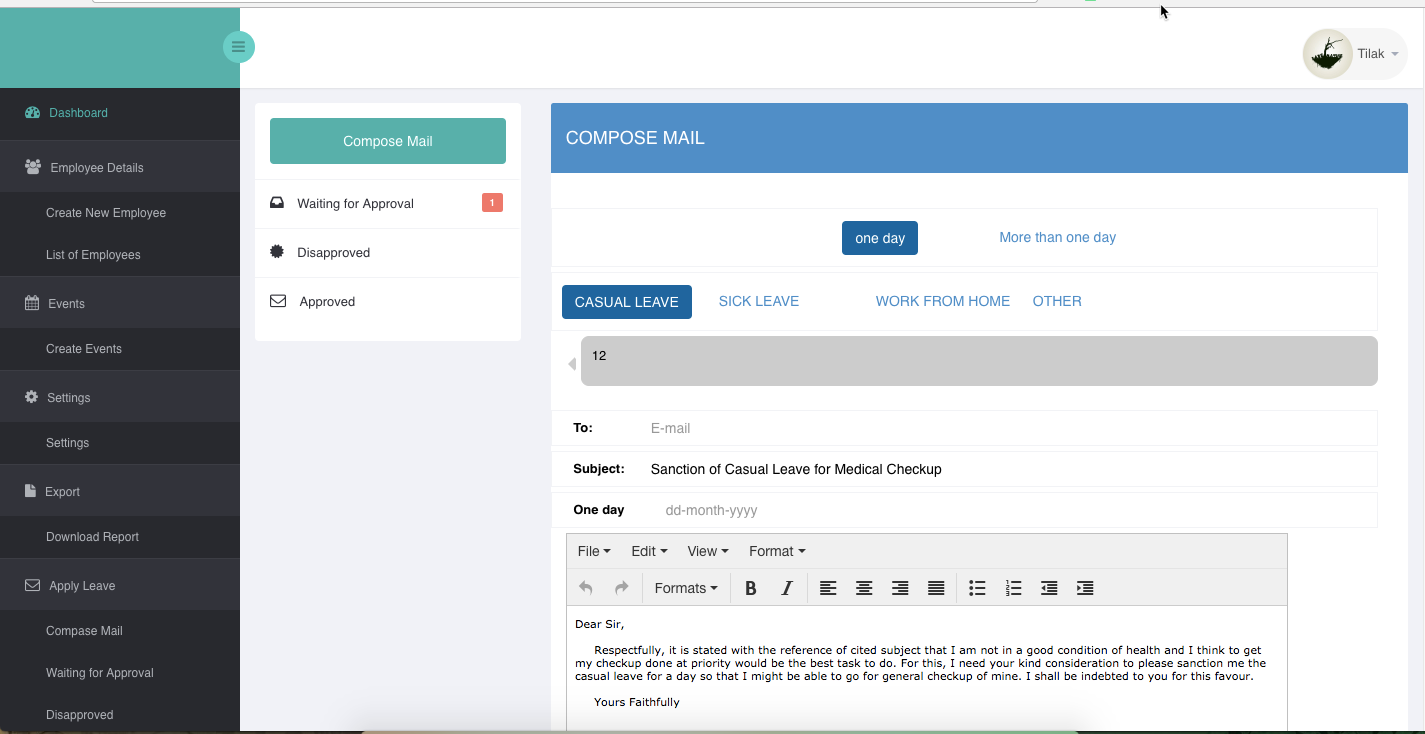 Tilak
Dashboard
Employee Details
Create New Employee
List of Employees
Events
Create Events
Settings
Settings
Export
Download Report
Apply Leave
Compase Mail
Waiting for Approval
Disapproved
Compose Mail
Waiting for Approval 1
Disapproved
Approved
COMPOSE MAIL
one day More than one day
CASUAL LEAVE SICK LEAVE WORK FROM HOME OTHER
12
To: E-mail
Subject: Sanction of Casual Leave for Medical Checkup
One day dd-month-yyyy
File Edit View Format
Formats B I
Dear Sir,
Respectfully, it is stated with the reference of cited subject that I am not in a good condition of health and I think to get
my checkup done at priority would be the best task to do. For this, I need your kind consideration to please sanction me the
casual leave for a day so that I might be able to go for general checkup of mine. I shall be indebted to you for this favour.
Yours Faithfully